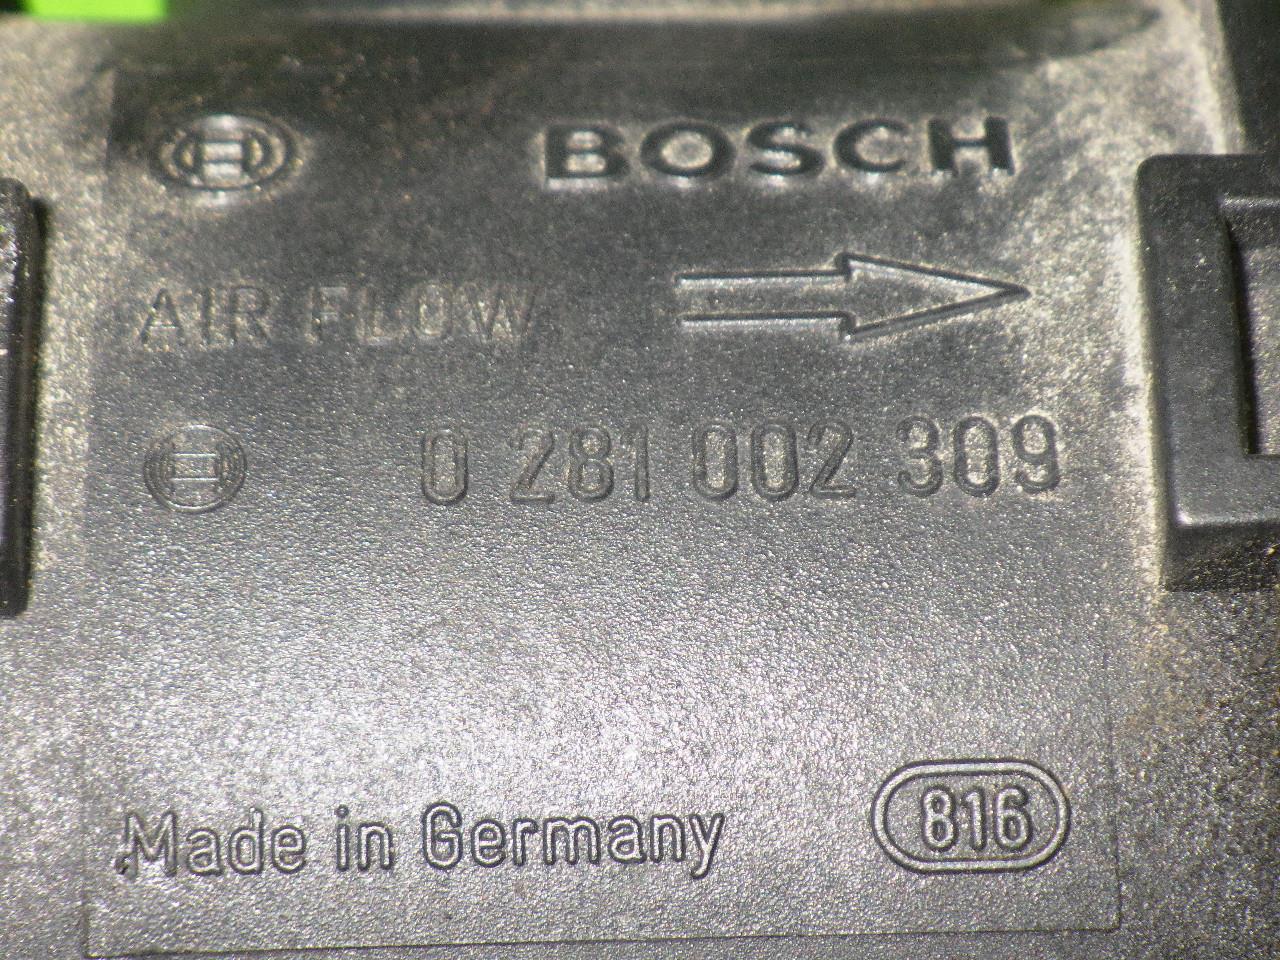 BOSCH
AIR FLOW
0 281 002 309
Made in Germany 816